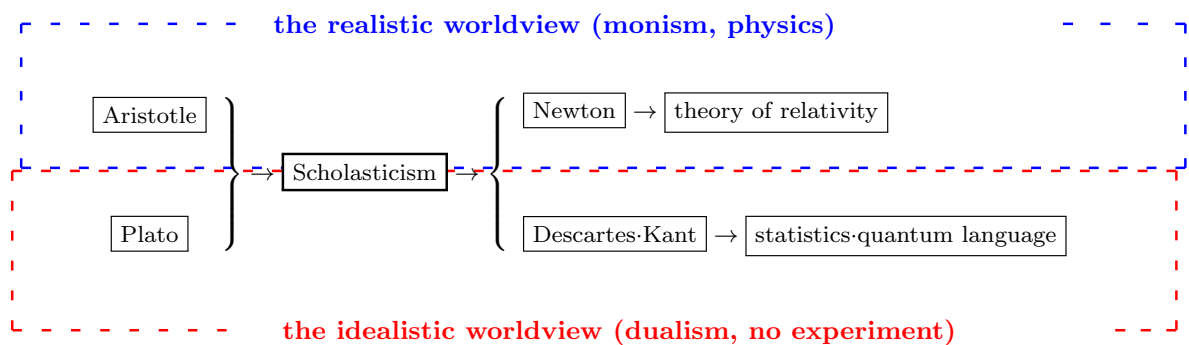 the realistic worldview (monism, physics)
Aristotle
Newton → theory of relativity
→ Scholasticism →
Plato
Descartes·Kant → statistics·quantum language
the idealistic worldview (dualism, no experiment)